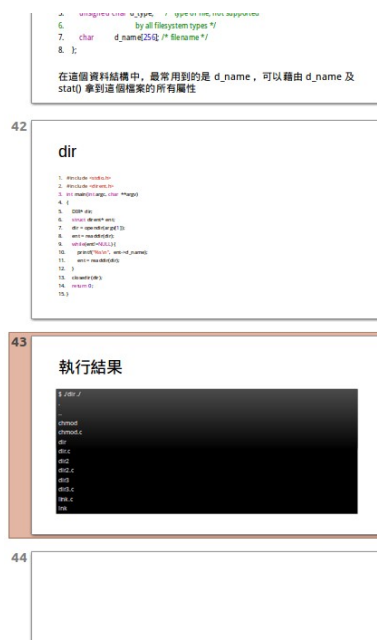 5. unsigned char d_type; /* type of file; not supported
6. by all filesystem types */
7. char d_name[256]; /* filename */
8. };
在這個資料結構中，最常用到的是 d_name ，可以藉由 d_name 及
stat() 拿到這個檔案的所有屬性
42
dir
1. #include <stdio.h>
2. #include <dirent.h>
3. int main(int argc, char **argv)
4. {
5. DIR* dir;
6. struct dirent* ent;
7. dir = opendir(argv[1]);
8. ent = readdir(dir);
9. while(ent!=NULL) {
10. printf("%s\n", ent->d_name);
11. ent = readdir(dir);
12. }
13. closedir(dir);
14. return 0;
15. }
43
執行結果
$ ./dir ./
.
..
chmod
chmod.c
dir
dir.c
dir2
dir2.c
dir3
dir3.c
link.c
link
44